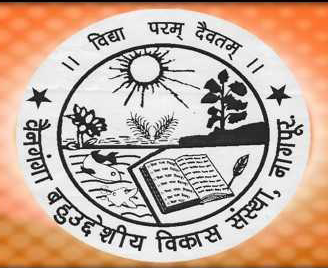 ।। विद्या परम् दैवतम् ।।
वैनगंगा बहुउद्देशीय विकास संस्था, नागपूर